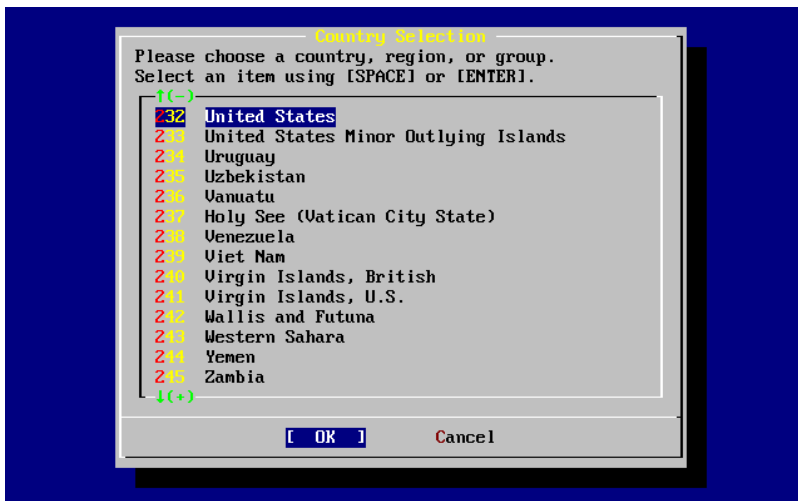 Country Selection
Please choose a country, region, or group.
Select an item using [SPACE] or [ENTER].
↑(-)
232 United States
233 United States Minor Outlying Islands
234 Uruguay
235 Uzbekistan
236 Vanuatu
237 Holy See (Vatican City State)
238 Venezuela
239 Viet Nam
240 Virgin Islands, British
241 Virgin Islands, U.S.
242 Wallis and Futuna
243 Western Sahara
244 Yemen
245 Zambia
↓(+)
[ OK ] Cancel